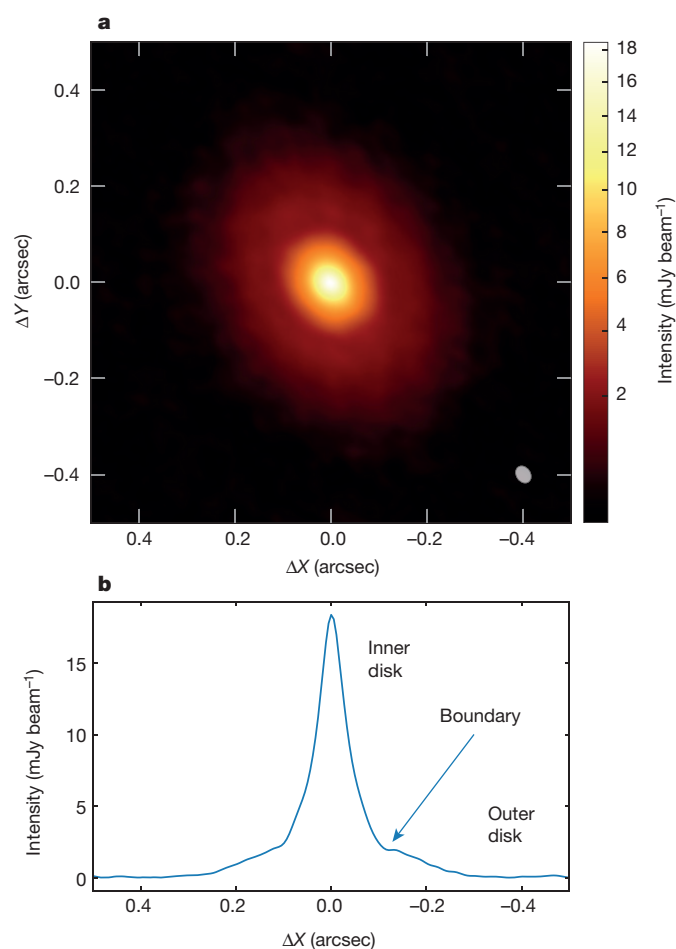 a
18
16
14
12
10
8
6
4
2
Intensity (mJy beam⁻¹)
0.4
0.2
0.0
−0.2
−0.4
ΔY (arcsec)
0.4 0.2 0.0 −0.2 −0.4
ΔX (arcsec)
b
15
10
5
0
Intensity (mJy beam⁻¹)
Inner
disk
Boundary
Outer
disk
0.4 0.2 0.0 −0.2 −0.4
ΔX (arcsec)